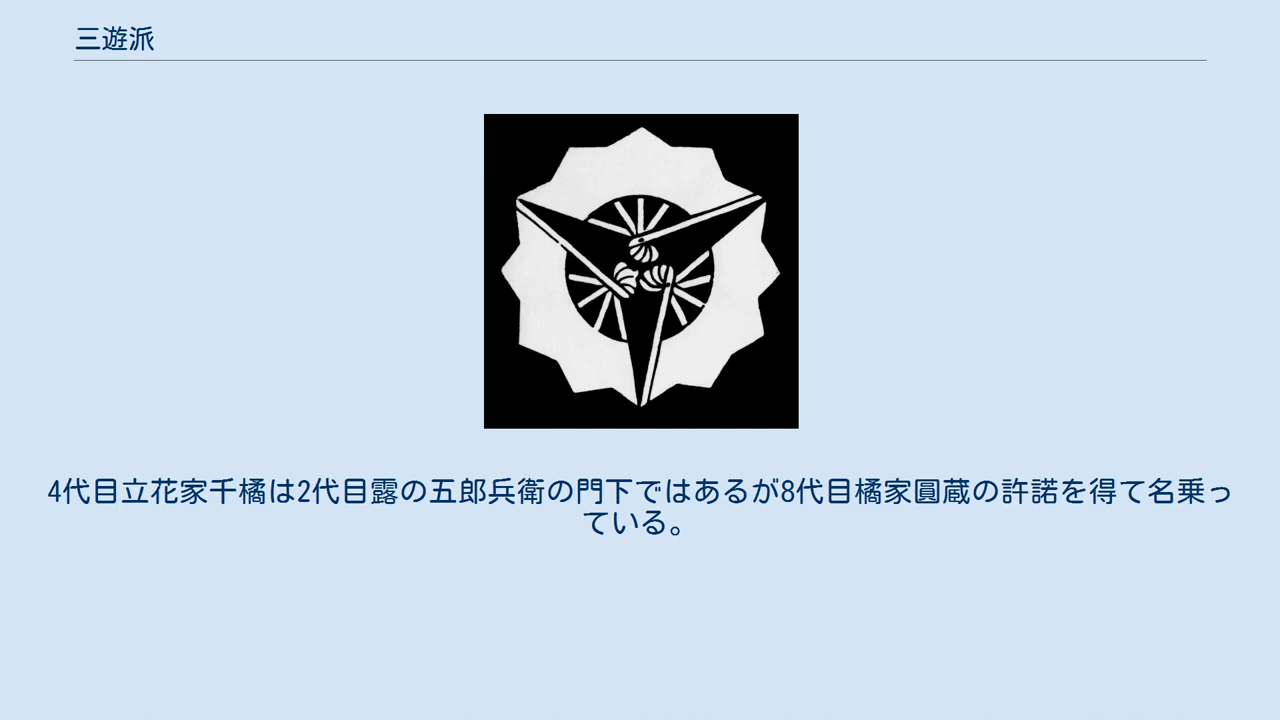 三遊派
4代目立花家千橘は2代目露の五郎兵衛の門下ではあるが8代目橘家圓蔵の許諾を得て名乗っ
ている。